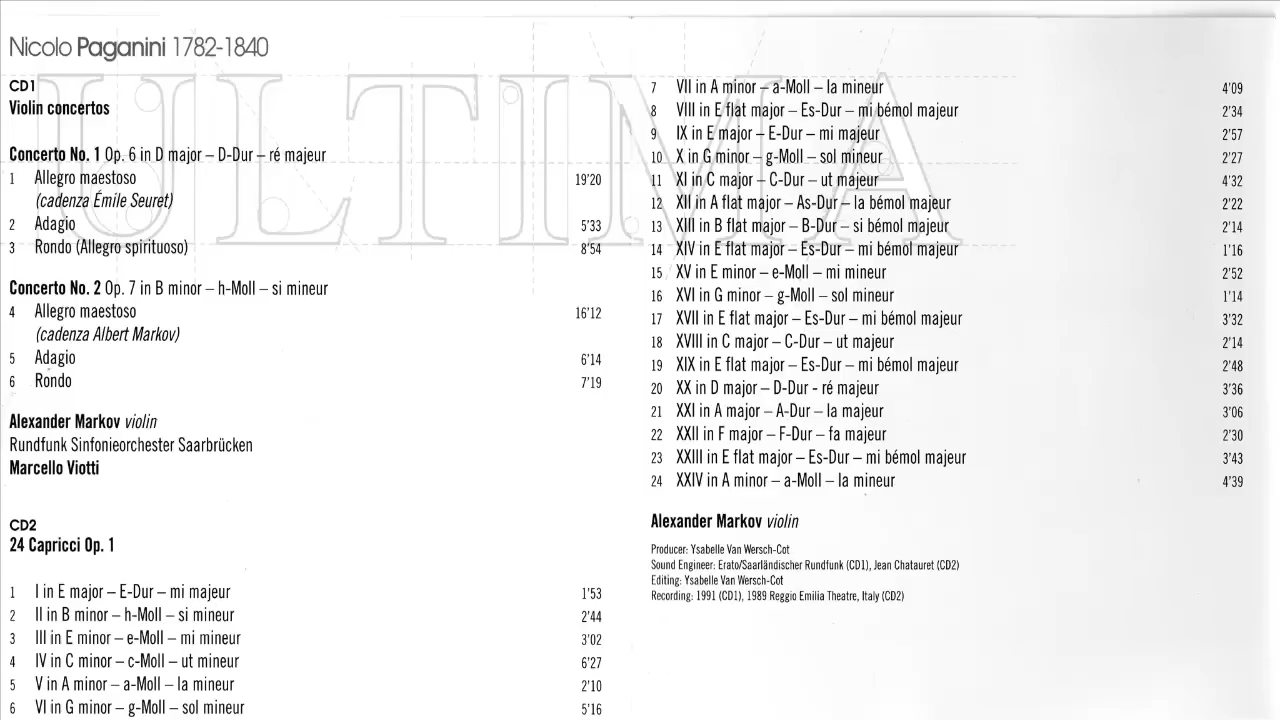 Nicolo Paganini 1782-1840
ULTIMA
CD1
Violin concertos
Concerto No. 1 Op. 6 in D major – D-Dur – ré majeur
1 Allegro maestoso 19'20
(cadenza Émile Seuret)
2 Adagio 5'33
3 Rondo (Allegro spirituoso) 8'54
Concerto No. 2 Op. 7 in B minor – h-Moll – si mineur
4 Allegro maestoso 16'12
(cadenza Albert Markov)
5 Adagio 6'14
6 Rondo 7'19
Alexander Markov violin
Rundfunk Sinfonieorchester Saarbrücken
Marcello Viotti
CD2
24 Capricci Op. 1
1 I in E major – E-Dur – mi majeur 1'53
2 II in B minor – h-Moll – si mineur 2'44
3 III in E minor – e-Moll – mi mineur 3'02
4 IV in C minor – c-Moll – ut mineur 6'27
5 V in A minor – a-Moll – la mineur 2'10
6 VI in G minor – g-Moll – sol mineur 5'16
7 VII in A minor – a-Moll – la mineur 4'09
8 VIII in E flat major – Es-Dur – mi bémol majeur 2'34
9 IX in E major – E-Dur – mi majeur 2'57
10 X in G minor – g-Moll – sol mineur 2'27
11 XI in C major – C-Dur – ut majeur 4'32
12 XII in A flat major – As-Dur – la bémol majeur 2'22
13 XIII in B flat major – B-Dur – si bémol majeur 2'14
14 XIV in E flat major – Es-Dur – mi bémol majeur 1'16
15 XV in E minor – e-Moll – mi mineur 2'52
16 XVI in G minor – g-Moll – sol mineur 1'14
17 XVII in E flat major – Es-Dur – mi bémol majeur 3'32
18 XVIII in C major – C-Dur – ut majeur 2'14
19 XIX in E flat major – Es-Dur – mi bémol majeur 2'48
20 XX in D major – D-Dur - ré majeur 3'36
21 XXI in A major – A-Dur – la majeur 3'06
22 XXII in F major – F-Dur – fa majeur 2'30
23 XXIII in E flat major – Es-Dur – mi bémol majeur 3'43
24 XXIV in A minor – a-Moll – la mineur 4'39
Alexander Markov violin
Producer: Ysabelle Van Wersch-Cot
Sound Engineer: Erato/Saarländischer Rundfunk (CD1), Jean Chatauret (CD2)
Editing: Ysabelle Van Wersch-Cot
Recording: 1991 (CD1), 1989 Reggio Emilia Theatre, Italy (CD2)